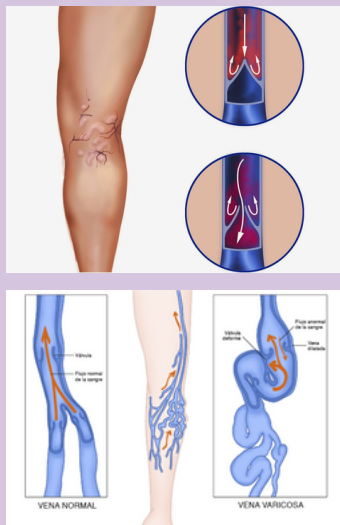 Válvula
Flujo normal
de la sangre
VENA NORMAL
Flujo anormal
de la sangre
Válvula
deforme
Vena
dilatada
VENA VARICOSA